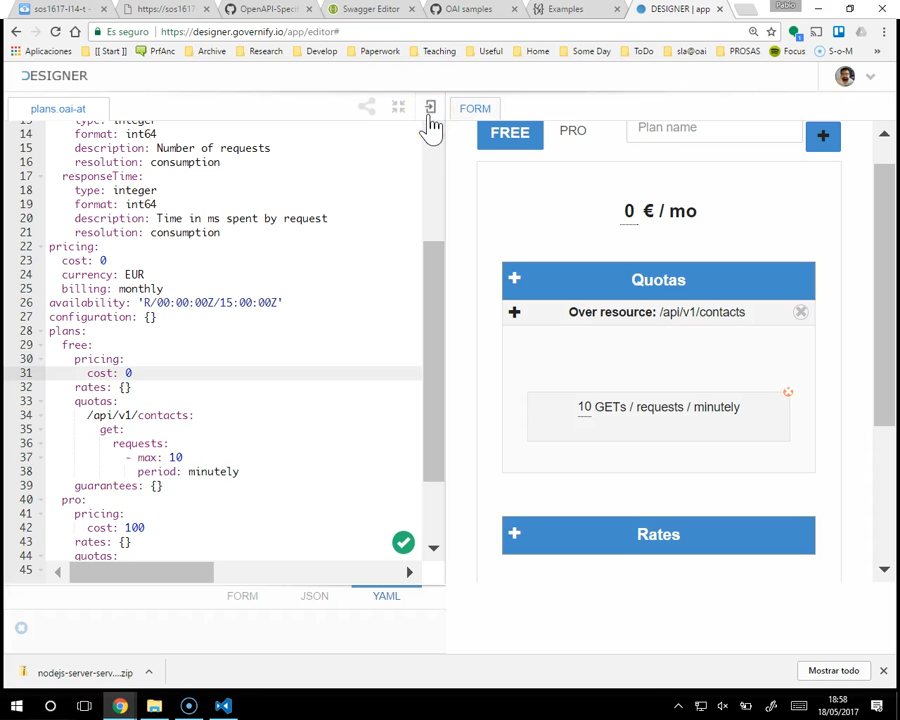 sos1617-l14-t -
https://sos1617
OpenAPI-Specif
Swagger Editor
OAI samples
Examples
DESIGNER | app
Pablo
Es seguro
https://designer.governify.io/app/editor#
Aplicaciones
[[ Start ]]
PrfAnc
Archive
Research
Develop
Paperwork
Teaching
Useful
Home
Some Day
ToDo
sla@oai
PROSAS
Focus
S-o-M
»
DESIGNER
plans.oai-at
13 type: integer
14 format: int64
15 description: Number of requests
16 resolution: consumption
17 responseTime:
18 type: integer
19 format: int64
20 description: Time in ms spent by request
21 resolution: consumption
22 pricing:
23 cost: 0
24 currency: EUR
25 billing: monthly
26 availability: 'R/00:00:00Z/15:00:00Z'
27 configuration: {}
28 plans:
29 free:
30 pricing:
31 cost: 0
32 rates: {}
33 quotas:
34 /api/v1/contacts:
35 get:
36 requests:
37 - max: 10
38 period: minutely
39 guarantees: {}
40 pro:
41 pricing:
42 cost: 100
43 rates: {}
44 quotas:
45
FORM
JSON
YAML
FORM
FREE
PRO
Plan name
+
0 € / mo
+ Quotas
+ Over resource: /api/v1/contacts
10 GETs / requests / minutely
+ Rates
nodejs-server-serv....zip
Mostrar todo
18:58
18/05/2017